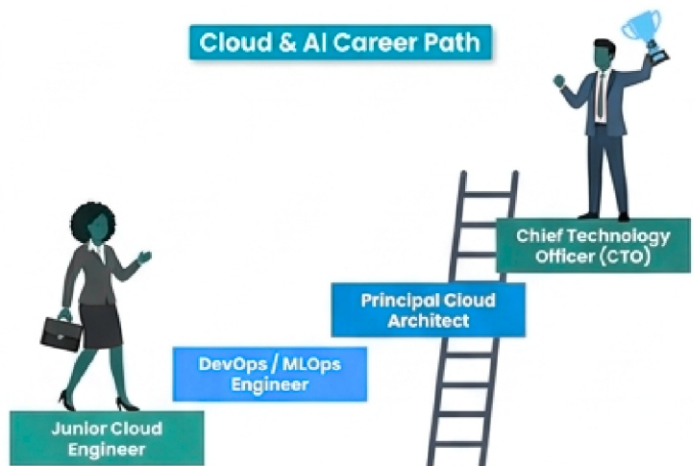 Cloud & AI Career Path
Chief Technology
Officer (CTO)
Principal Cloud
Architect
DevOps / MLOps
Engineer
Junior Cloud
Engineer